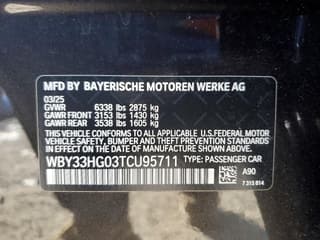 MFD BY BAYERISCHE MOTOREN WERKE AG
03/25
GVWR 6338 lbs 2875 kg
GAWR FRONT 3153 lbs 1430 kg
GAWR REAR 3538 lbs 1605 kg
THIS VEHICLE CONFORMS TO ALL APPLICABLE
U.S. FEDERAL MOTOR VEHICLE
SAFETY, BUMPER AND THEFT PREVENTION
STANDARDS IN EFFECT ON THE DATE
OF MANUFACTURE SHOWN ABOVE.
WBY33HG03TCU95711 TYPE: PASSENGER CAR
A90
7 313 814